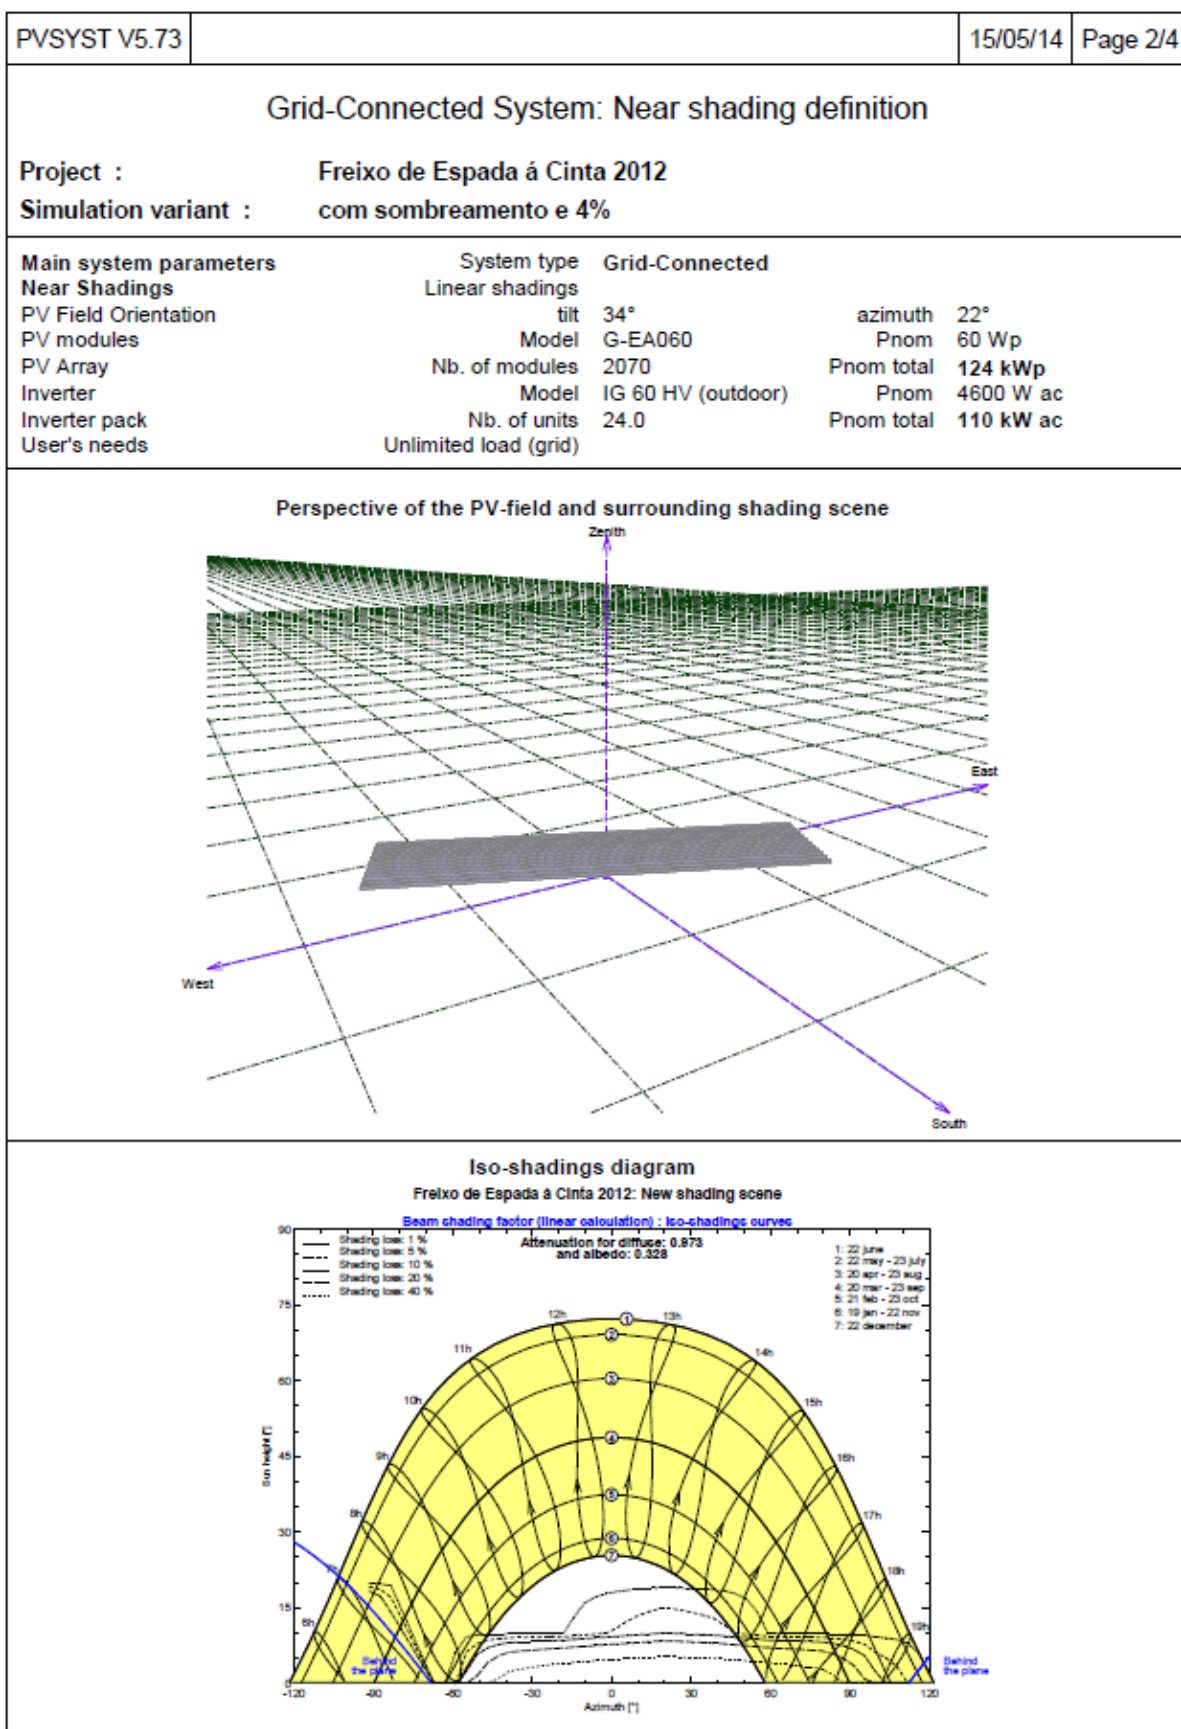 PVSYST V5.73 15/05/14 Page 2/4
Grid-Connected System: Near shading definition
Project : Freixo de Espada á Cinta 2012
Simulation variant : com sombreamento e 4%
Main system parameters System type Grid-Connected
Near Shadings Linear shadings
PV Field Orientation tilt 34° azimuth 22°
PV modules Model G-EA060 Pnom 60 Wp
PV Array Nb. of modules 2070 Pnom total 124 kWp
Inverter Model IG 60 HV (outdoor) Pnom 4600 W ac
Inverter pack Nb. of units 24.0 Pnom total 110 kW ac
User's needs Unlimited load (grid)
Perspective of the PV-field and surrounding shading scene
Zenith
East
West
South
Iso-shadings diagram
Freixo de Espada á Cinta 2012: New shading scene
Beam shading factor (linear calculation) : Iso-shadings curves
Attenuation for diffuse: 0.973
and albedo: 0.328
Shading loss: 1 %
Shading loss: 5 %
Shading loss: 10 %
Shading loss: 20 %
Shading loss: 40 %
1: 22 june
2: 22 may - 23 july
3: 20 apr - 23 aug
4: 20 mar - 23 sep
5: 21 feb - 23 oct
6: 19 jan - 22 nov
7: 22 december
90
75
60
45
30
15
0
Sun height [°]
6h
7h
8h
9h
10h
11h
12h
13h
14h
15h
16h
17h
18h
19h
1
2
3
4
5
6
7
Behind
the plane
Behind
the plane
-120 -90 -60 -30 0 30 60 90 120
Azimuth [°]